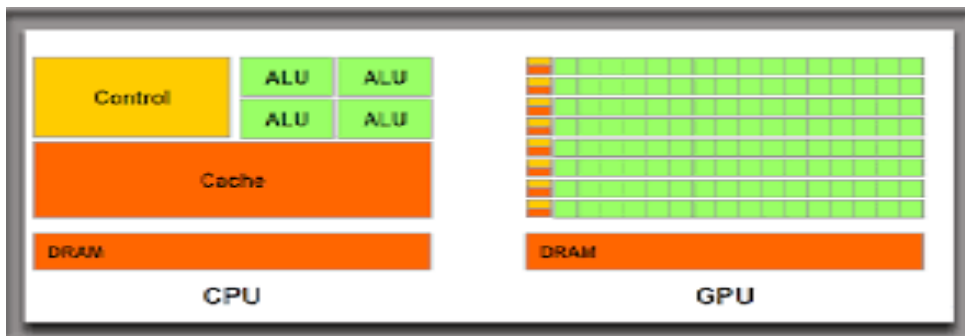 Control
ALU ALU
ALU ALU
Cache
DRAM
CPU
DRAM
GPU